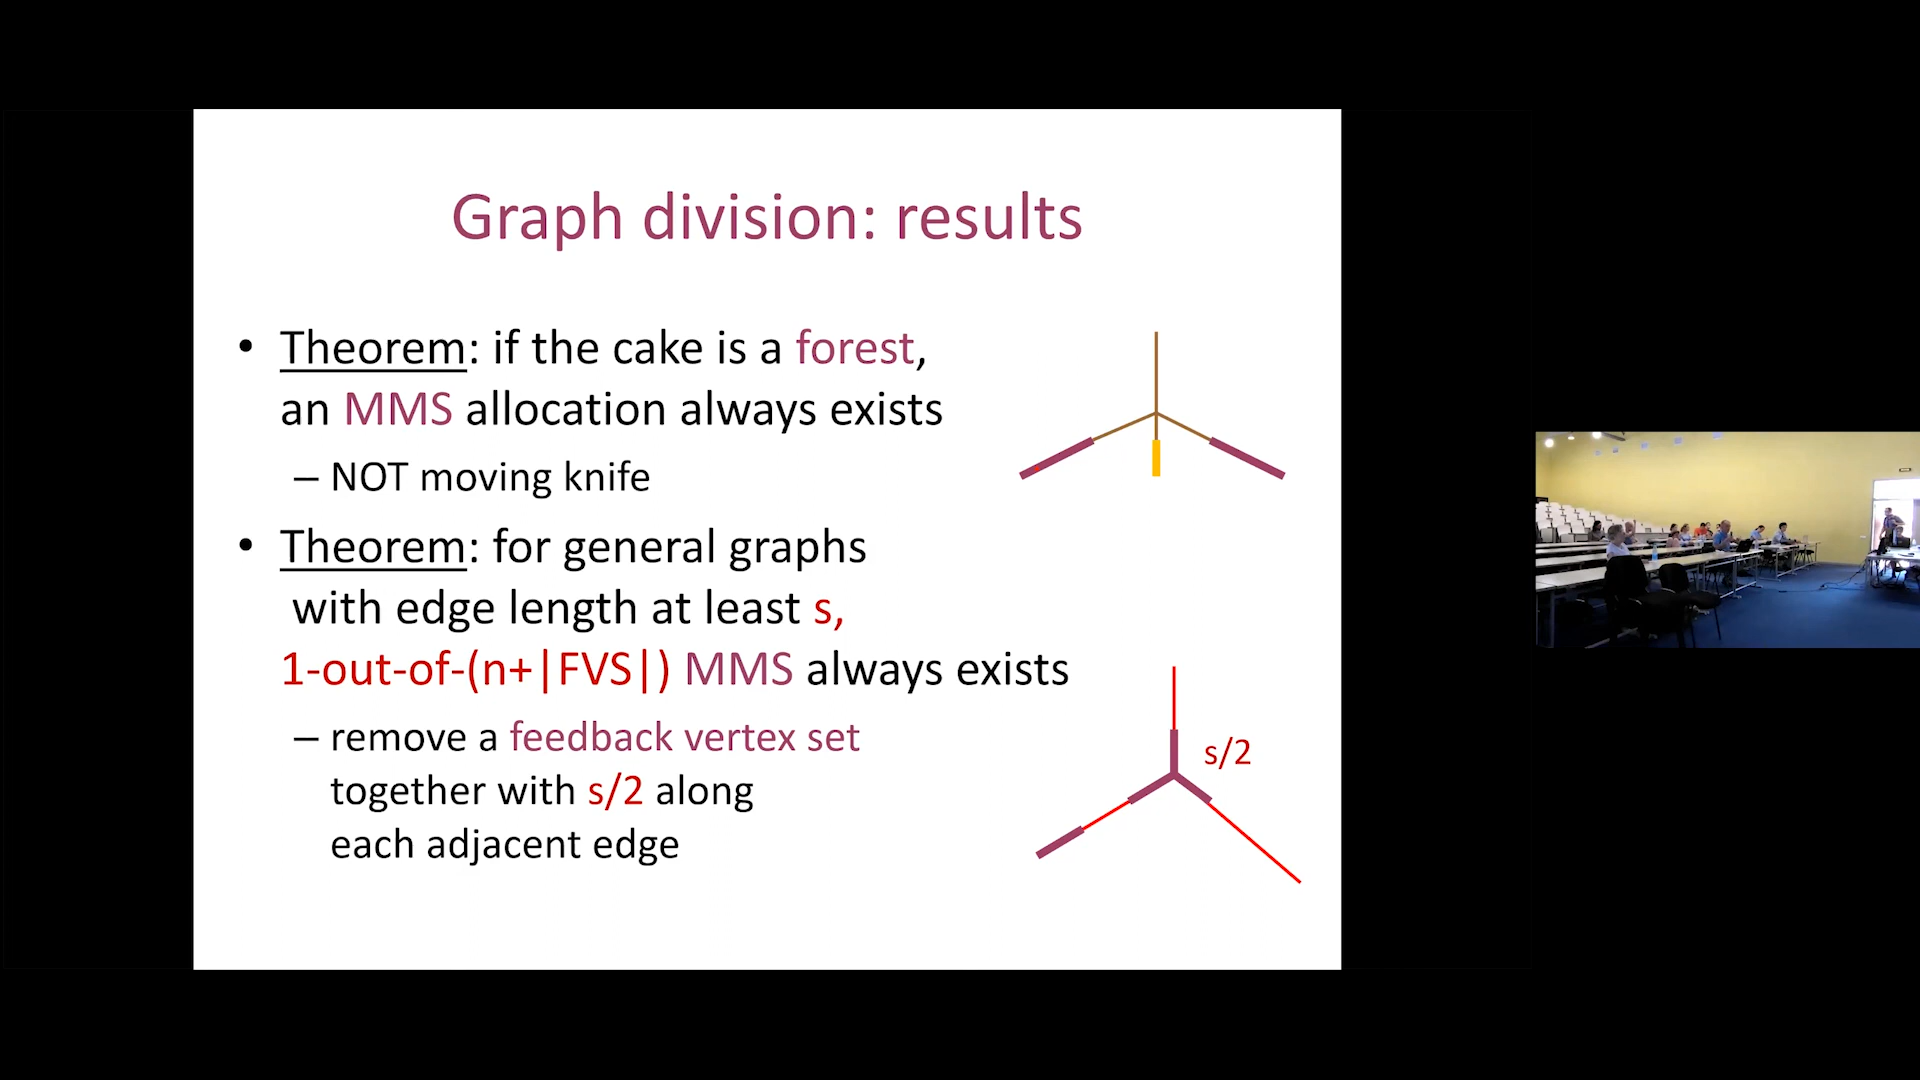 Graph division: results
• Theorem: if the cake is a forest,
an MMS allocation always exists
– NOT moving knife
• Theorem: for general graphs
with edge length at least s,
1-out-of-(n+|FVS|) MMS always exists
– remove a feedback vertex set
together with s/2 along
each adjacent edge
s/2